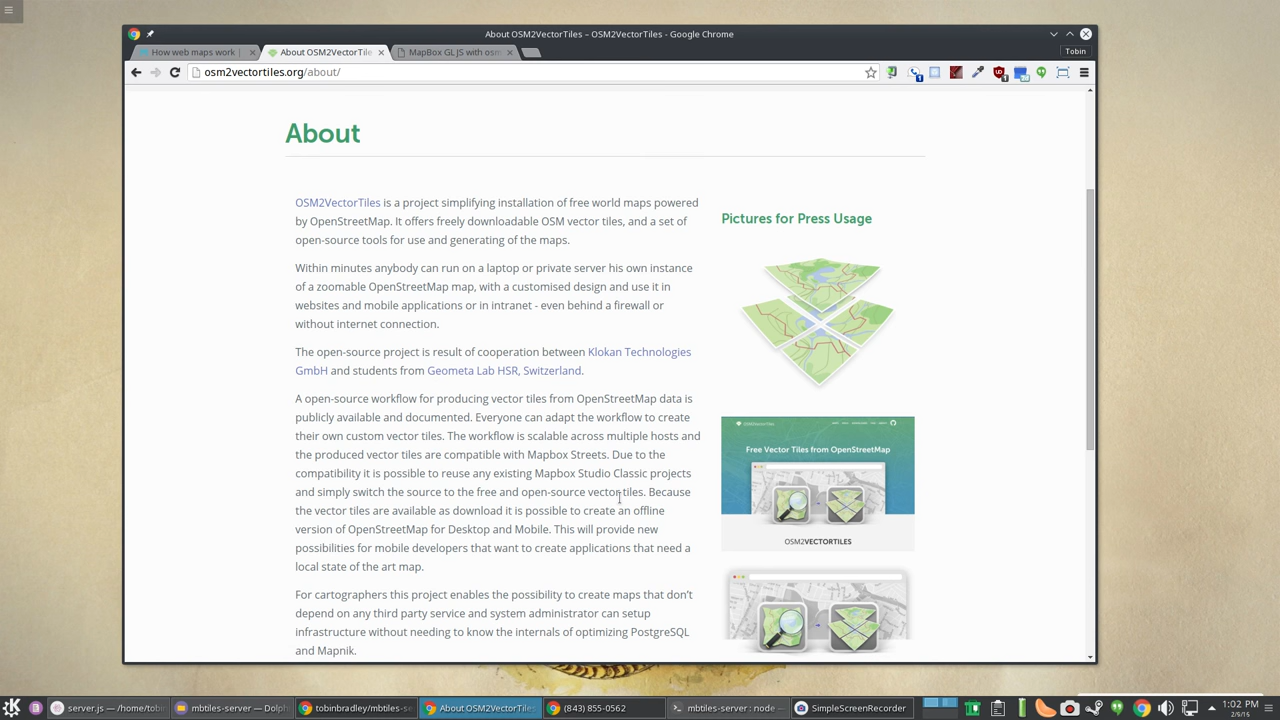 About OSM2VectorTiles – OSM2VectorTiles - Google Chrome
How web maps work |
About OSM2VectorTiles
MapBox GL JS with osm
Tobin
osm2vectortiles.org/about/
About
OSM2VectorTiles is a project simplifying installation of free world maps powered
by OpenStreetMap. It offers freely downloadable OSM vector tiles, and a set of
open-source tools for use and generating of the maps.
Within minutes anybody can run on a laptop or private server his own instance
of a zoomable OpenStreetMap map, with a customised design and use it in
websites and mobile applications or in intranet - even behind a firewall or
without internet connection.
The open-source project is result of cooperation between Klokan Technologies
GmbH and students from Geometa Lab HSR, Switzerland.
A open-source workflow for producing vector tiles from OpenStreetMap data is
publicly available and documented. Everyone can adapt the workflow to create
their own custom vector tiles. The workflow is scalable across multiple hosts and
the produced vector tiles are compatible with Mapbox Streets. Due to the
compatibility it is possible to reuse any existing Mapbox Studio Classic projects
and simply switch the source to the free and open-source vector tiles. Because
the vector tiles are available as download it is possible to create an offline
version of OpenStreetMap for Desktop and Mobile. This will provide new
possibilities for mobile developers that want to create applications that need a
local state of the art map.
For cartographers this project enables the possibility to create maps that don't
depend on any third party service and system administrator can setup
infrastructure without needing to know the internals of optimizing PostgreSQL
and Mapnik.
Pictures for Press Usage
OSM2VECTORTILES
Free Vector Tiles from OpenStreetMap
OSM2VECTORTILES
server.js — /home/tobin
mbtiles-server — Dolph
tobinbradley/mbtiles-se
About OSM2VectorTiles
(843) 855-0562
mbtiles-server : node —
SimpleScreenRecorder
1:02 PM
2/6/15